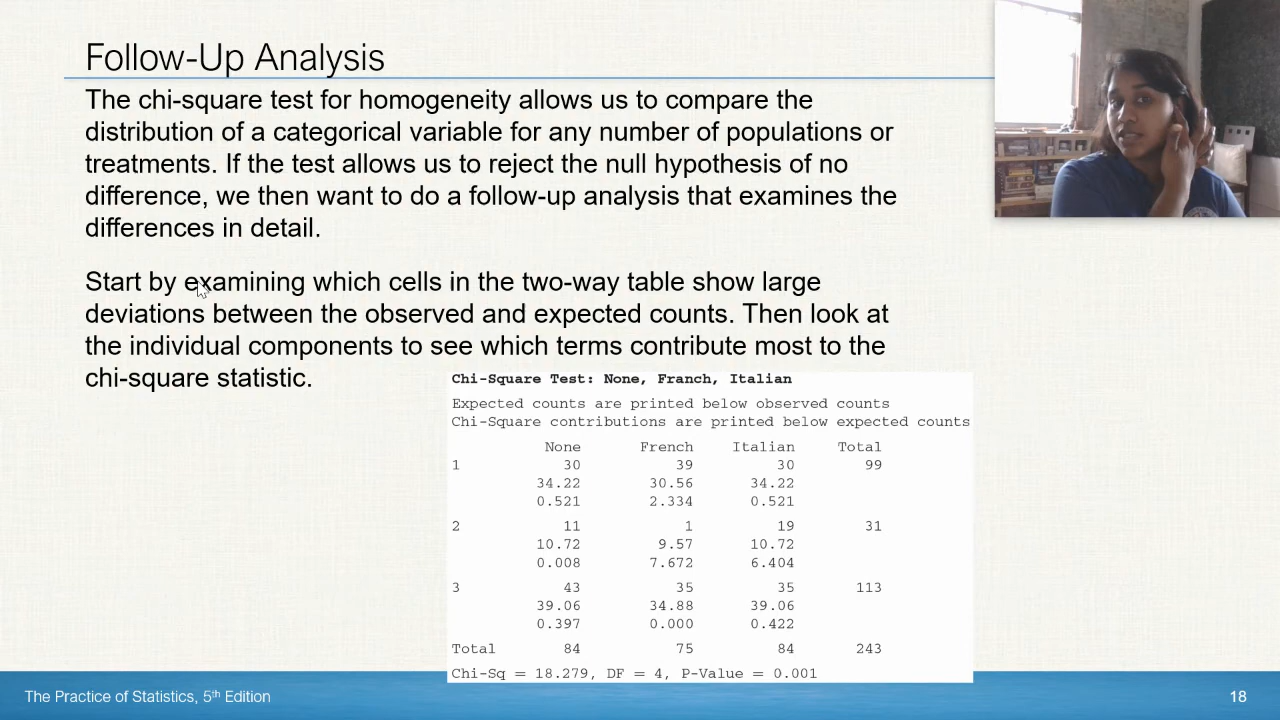 Follow-Up Analysis
The chi-square test for homogeneity allows us to compare the
distribution of a categorical variable for any number of populations or
treatments. If the test allows us to reject the null hypothesis of no
difference, we then want to do a follow-up analysis that examines the
differences in detail.
Start by examining which cells in the two-way table show large
deviations between the observed and expected counts. Then look at
the individual components to see which terms contribute most to the
chi-square statistic.
Chi-Square Test: None, Franch, Italian
Expected counts are printed below observed counts
Chi-Square contributions are printed below expected counts
None French Italian Total
1 30 39 30 99
34.22 30.56 34.22
0.521 2.334 0.521
2 11 1 19 31
10.72 9.57 10.72
0.008 7.672 6.404
3 43 35 35 113
39.06 34.88 39.06
0.397 0.000 0.422
Total 84 75 84 243
Chi-Sq = 18.279, DF = 4, P-Value = 0.001
The Practice of Statistics, 5th Edition
18